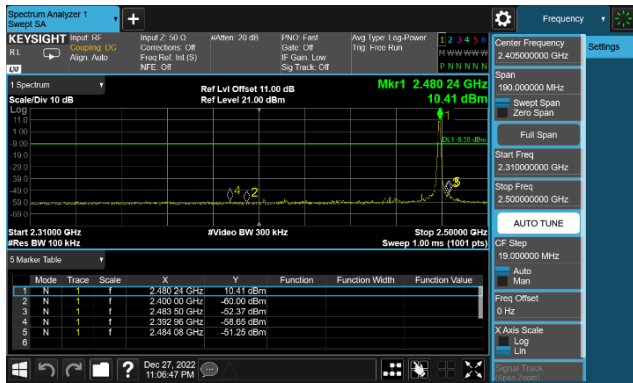 Spectrum Analyzer 1
Swept SA
Frequency
KEYSIGHT
Input: RF
Coupling: DC
Align: Auto
Input Z: 50 Ω
Corrections: Off
Freq Ref: Int (S)
NFE: Off
#Atten: 20 dB
PNO: Fast
Gate: Off
IF Gain: Low
Sig Track: Off
Avg Type: Log-Power
Trig: Free Run
1 2 3 4 5 6
M W W W W W
P N N N N N
RL
LXI
1 Spectrum
Scale/Div 10 dB
Ref Lvl Offset 11.00 dB
Ref Level 21.00 dBm
Mkr1 2.480 24 GHz
10.41 dBm
Log
11.0
1.00
-9.00
-19.0
-29.0
-39.0
-49.0
-59.0
-69.0
1
DL1 -9.59 dBm
4
2
5
Start 2.31000 GHz
#Res BW 100 kHz
#Video BW 300 kHz
Stop 2.50000 GHz
Sweep 1.00 ms (1001 pts)
5 Marker Table
Mode Trace Scale X Y Function Function Width Function Value
1 N 1 f 2.480 24 GHz 10.41 dBm
2 N 1 f 2.400 00 GHz -60.00 dBm
3 N 1 f 2.483 50 GHz -52.37 dBm
4 N 1 f 2.392 96 GHz -58.65 dBm
5 N 1 f 2.484 08 GHz -51.25 dBm
6
Dec 27, 2022
11:06:47 PM
Settings
Center Frequency
2.405000000 GHz
Span
190.000000 MHz
Swept Span
Zero Span
Full Span
Start Freq
2.310000000 GHz
Stop Freq
2.500000000 GHz
AUTO TUNE
CF Step
19.000000 MHz
Auto
Man
Freq Offset
0 Hz
X Axis Scale
Log
Lin
Signal Track
(Span Zoom)